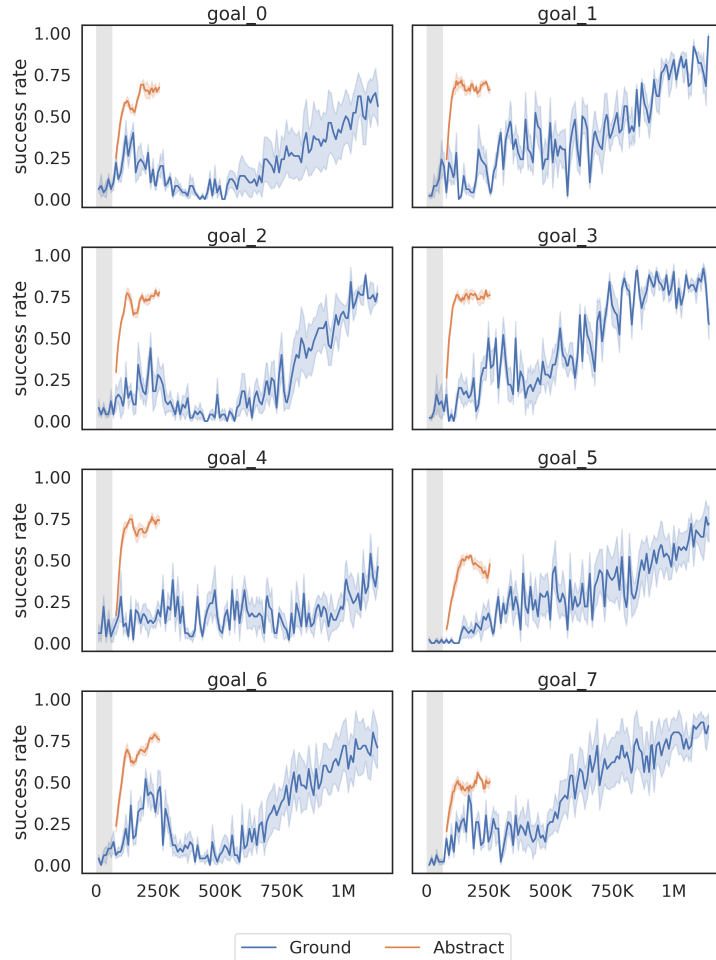 goal_0
goal_1
1.00
0.75
0.50
0.25
0.00
success rate
goal_2
goal_3
1.00
0.75
0.50
0.25
0.00
success rate
goal_4
goal_5
1.00
0.75
0.50
0.25
0.00
success rate
goal_6
goal_7
1.00
0.75
0.50
0.25
0.00
success rate
0 250K 500K 750K 1M
0 250K 500K 750K 1M
Ground Abstract